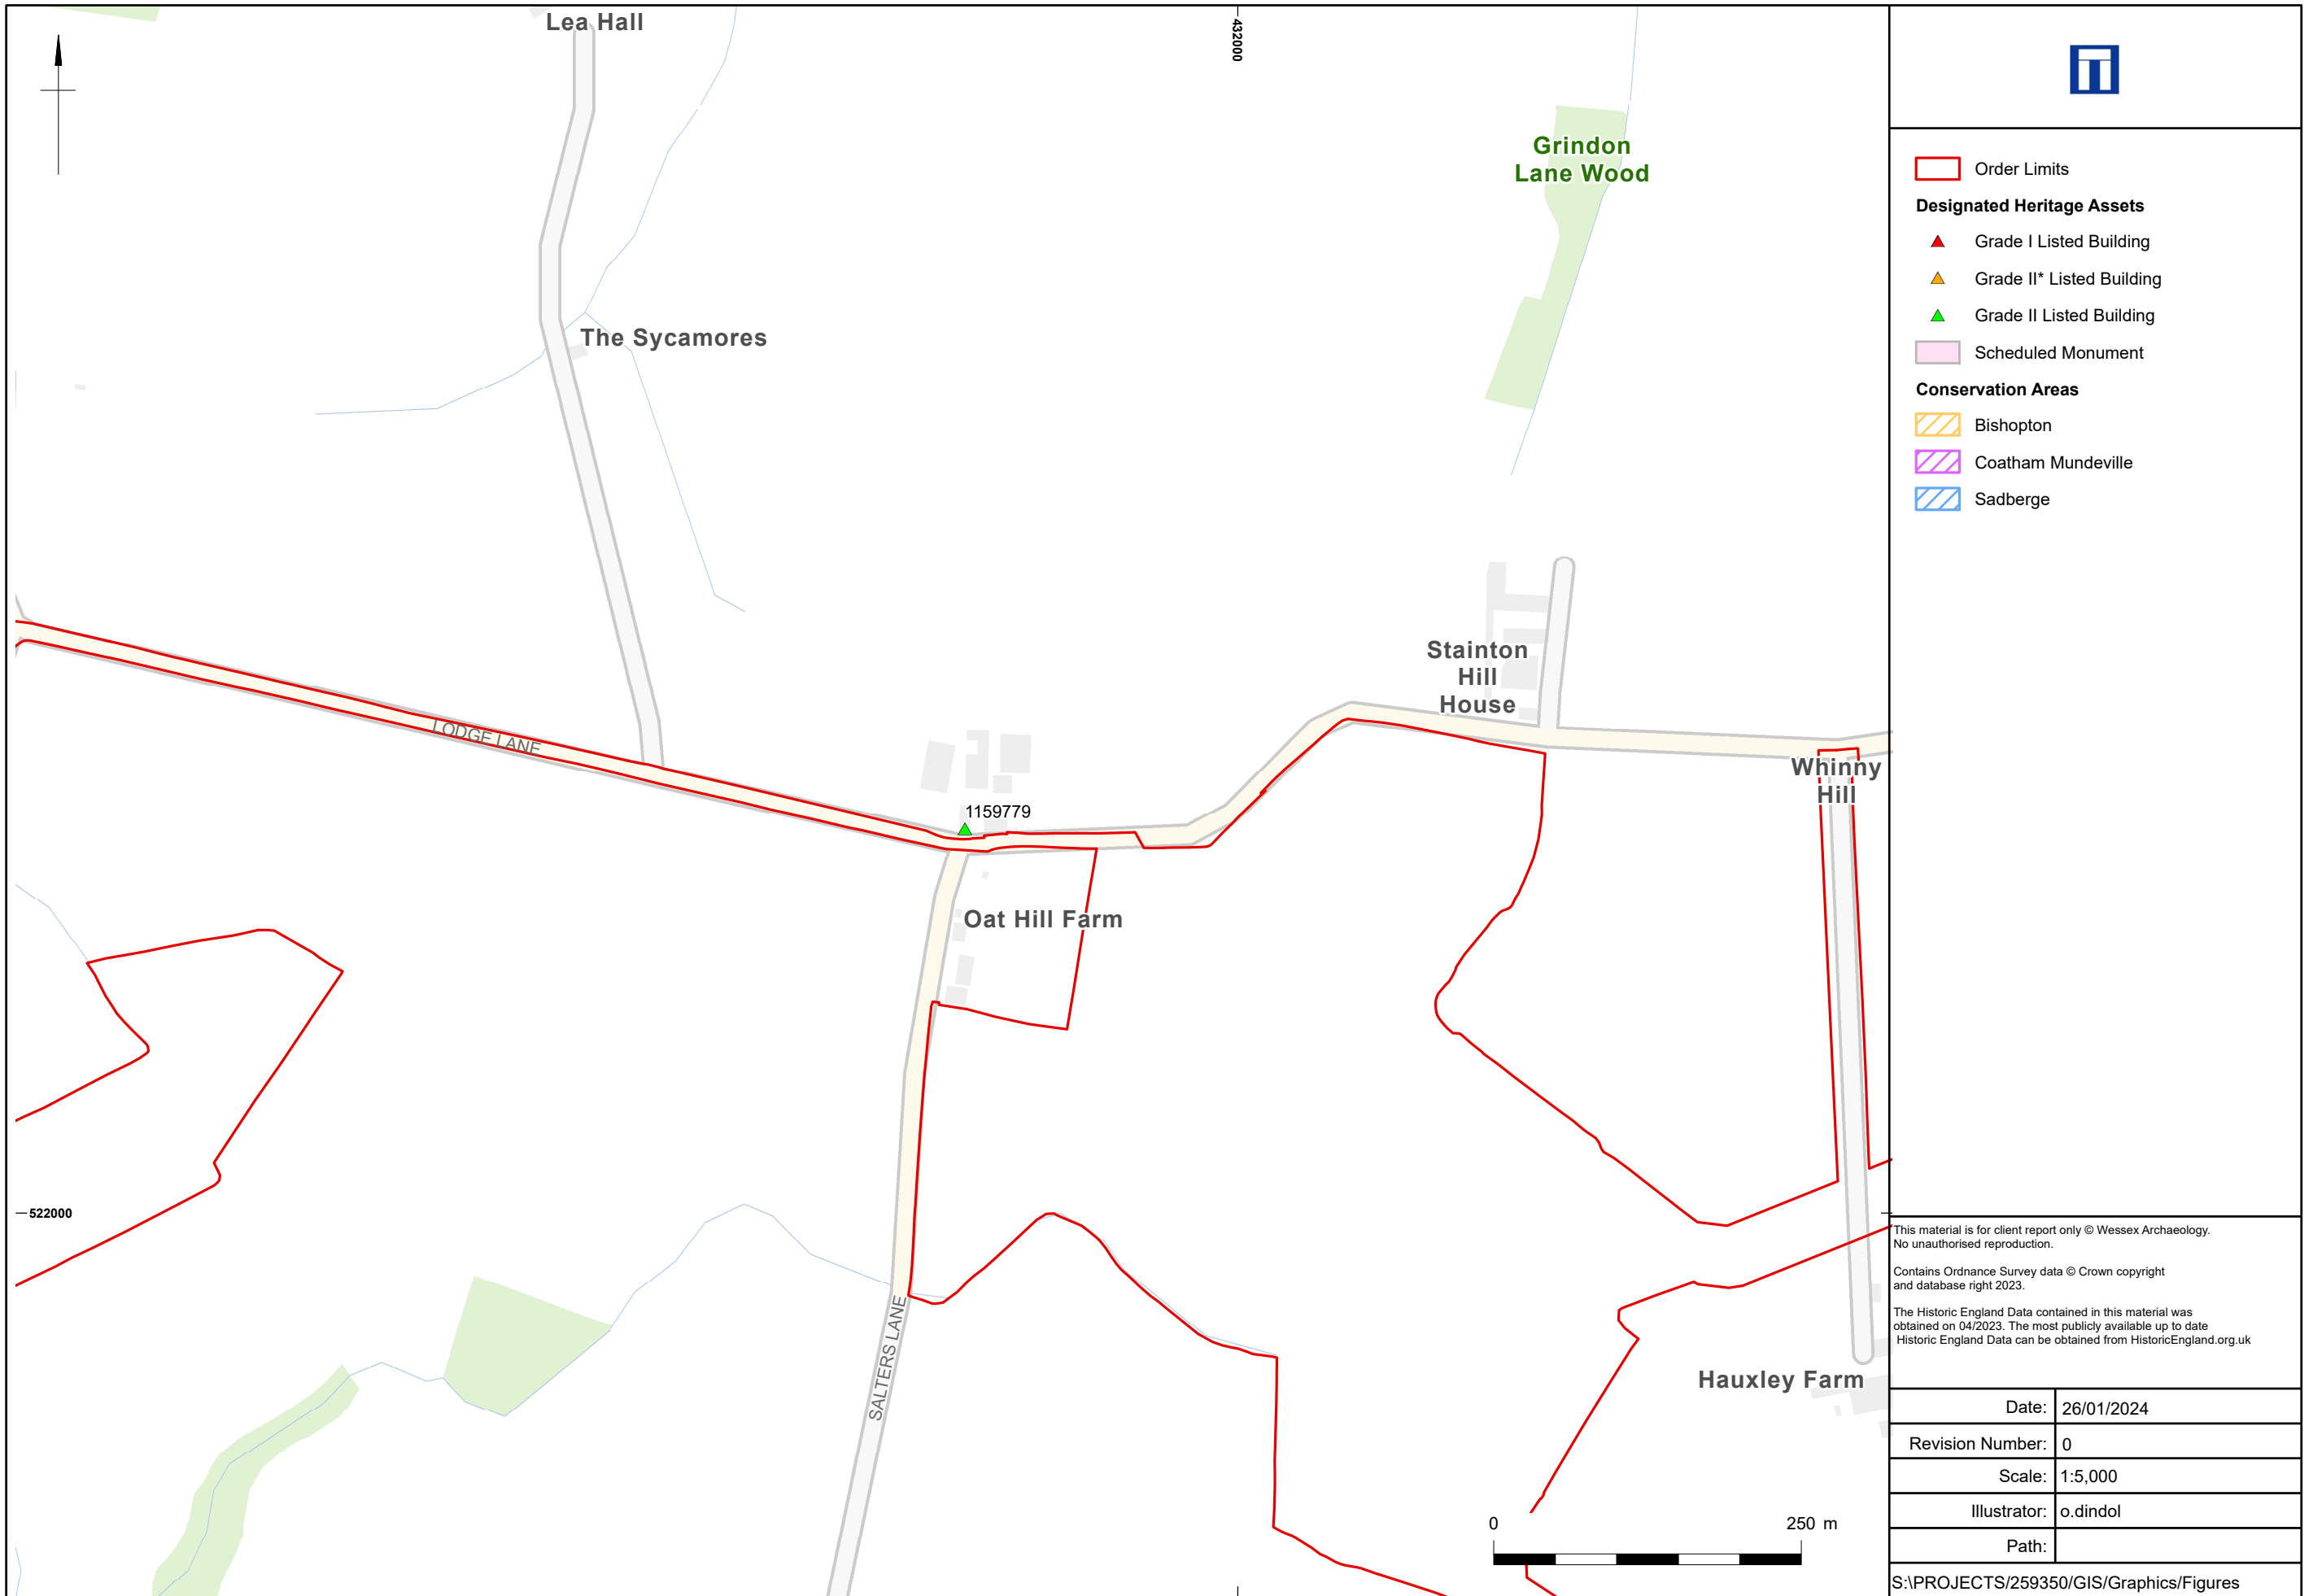 Lea Hall
432000
Grindon
Lane Wood
The Sycamores
Stainton
Hill
House
LODGE LANE
Whinny
Hill
1159779
Oat Hill Farm
522000
SALTERS LANE
Hauxley Farm
0 250 m
Order Limits
Designated Heritage Assets
Grade I Listed Building
Grade II* Listed Building
Grade II Listed Building
Scheduled Monument
Conservation Areas
Bishopton
Coatham Mundeville
Sadberge
This material is for client report only © Wessex Archaeology.
No unauthorised reproduction.
Contains Ordnance Survey data © Crown copyright
and database right 2023.
The Historic England Data contained in this material was
obtained on 04/2023. The most publicly available up to date
Historic England Data can be obtained from HistoricEngland.org.uk
Date: 26/01/2024
Revision Number: 0
Scale: 1:5,000
Illustrator: o.dindol
Path:
S:\PROJECTS/259350/GIS/Graphics/Figures